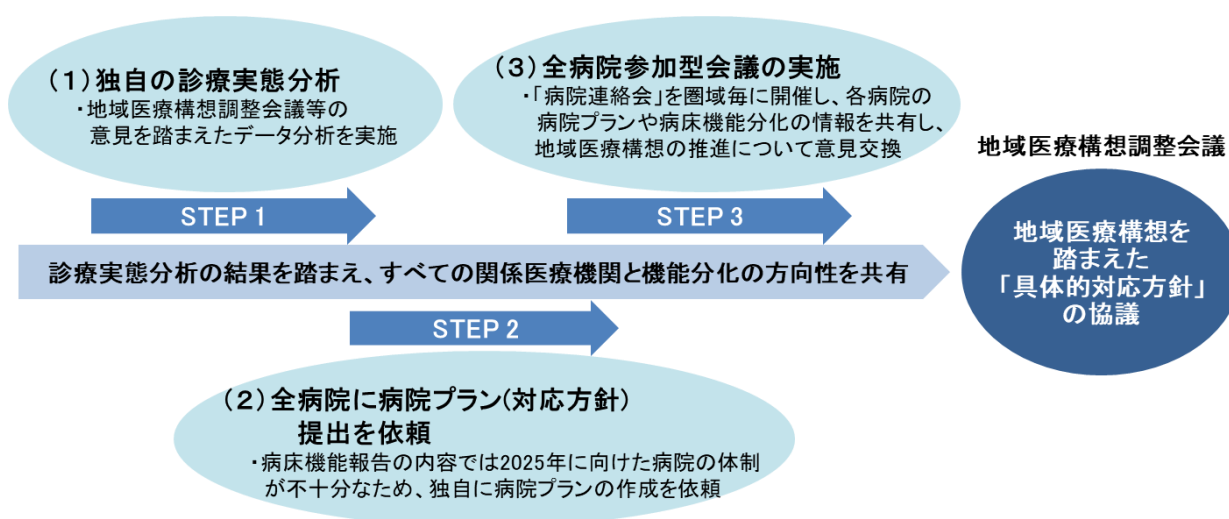 (1)独自の診療実態分析
・地域医療構想調整会議等の
意見を踏まえたデータ分析を実施
STEP 1
(3)全病院参加型会議の実施
・「病院連絡会」を圏域毎に開催し、各病院の
病院プランや病床機能分化の情報を共有し、
地域医療構想の推進について意見交換
STEP 3
診療実態分析の結果を踏まえ、すべての関係医療機関と機能分化の方向性を共有
STEP 2
(2)全病院に病院プラン(対応方針)
提出を依頼
・病床機能報告の内容では2025年に向けた病院の体制
が不十分なため、独自に病院プランの作成を依頼
地域医療構想調整会議
地域医療構想を
踏まえた
「具体的対応方針」
の協議